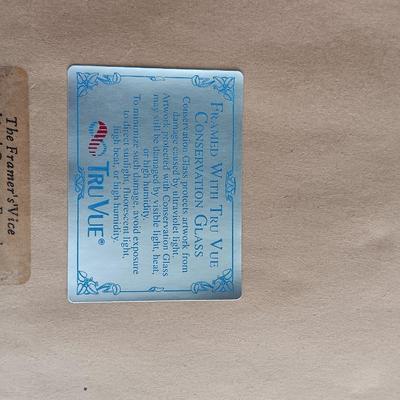 FRAMED WITH TRU VUE
CONSERVATION GLASS
Conservation Glass protects artwork from
damage caused by ultraviolet light.
Artwork protected with Conservation Glass
may still be damaged by visible light, heat,
or high humidity.
To minimize such damage, avoid exposure
to direct sunlight, fluorescent light,
high heat, or high humidity.
TRU VUE®
The Framer's Vice